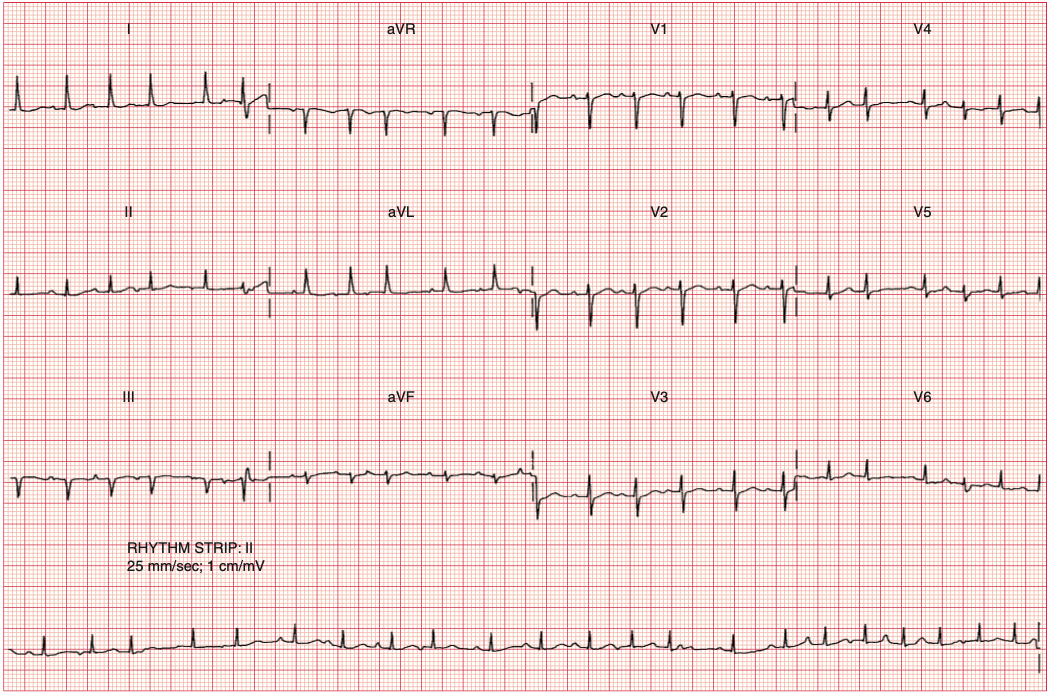 I aVR V1 V4
II aVL V2 V5
III aVF V3 V6
RHYTHM STRIP: II
25 mm/sec; 1 cm/mV